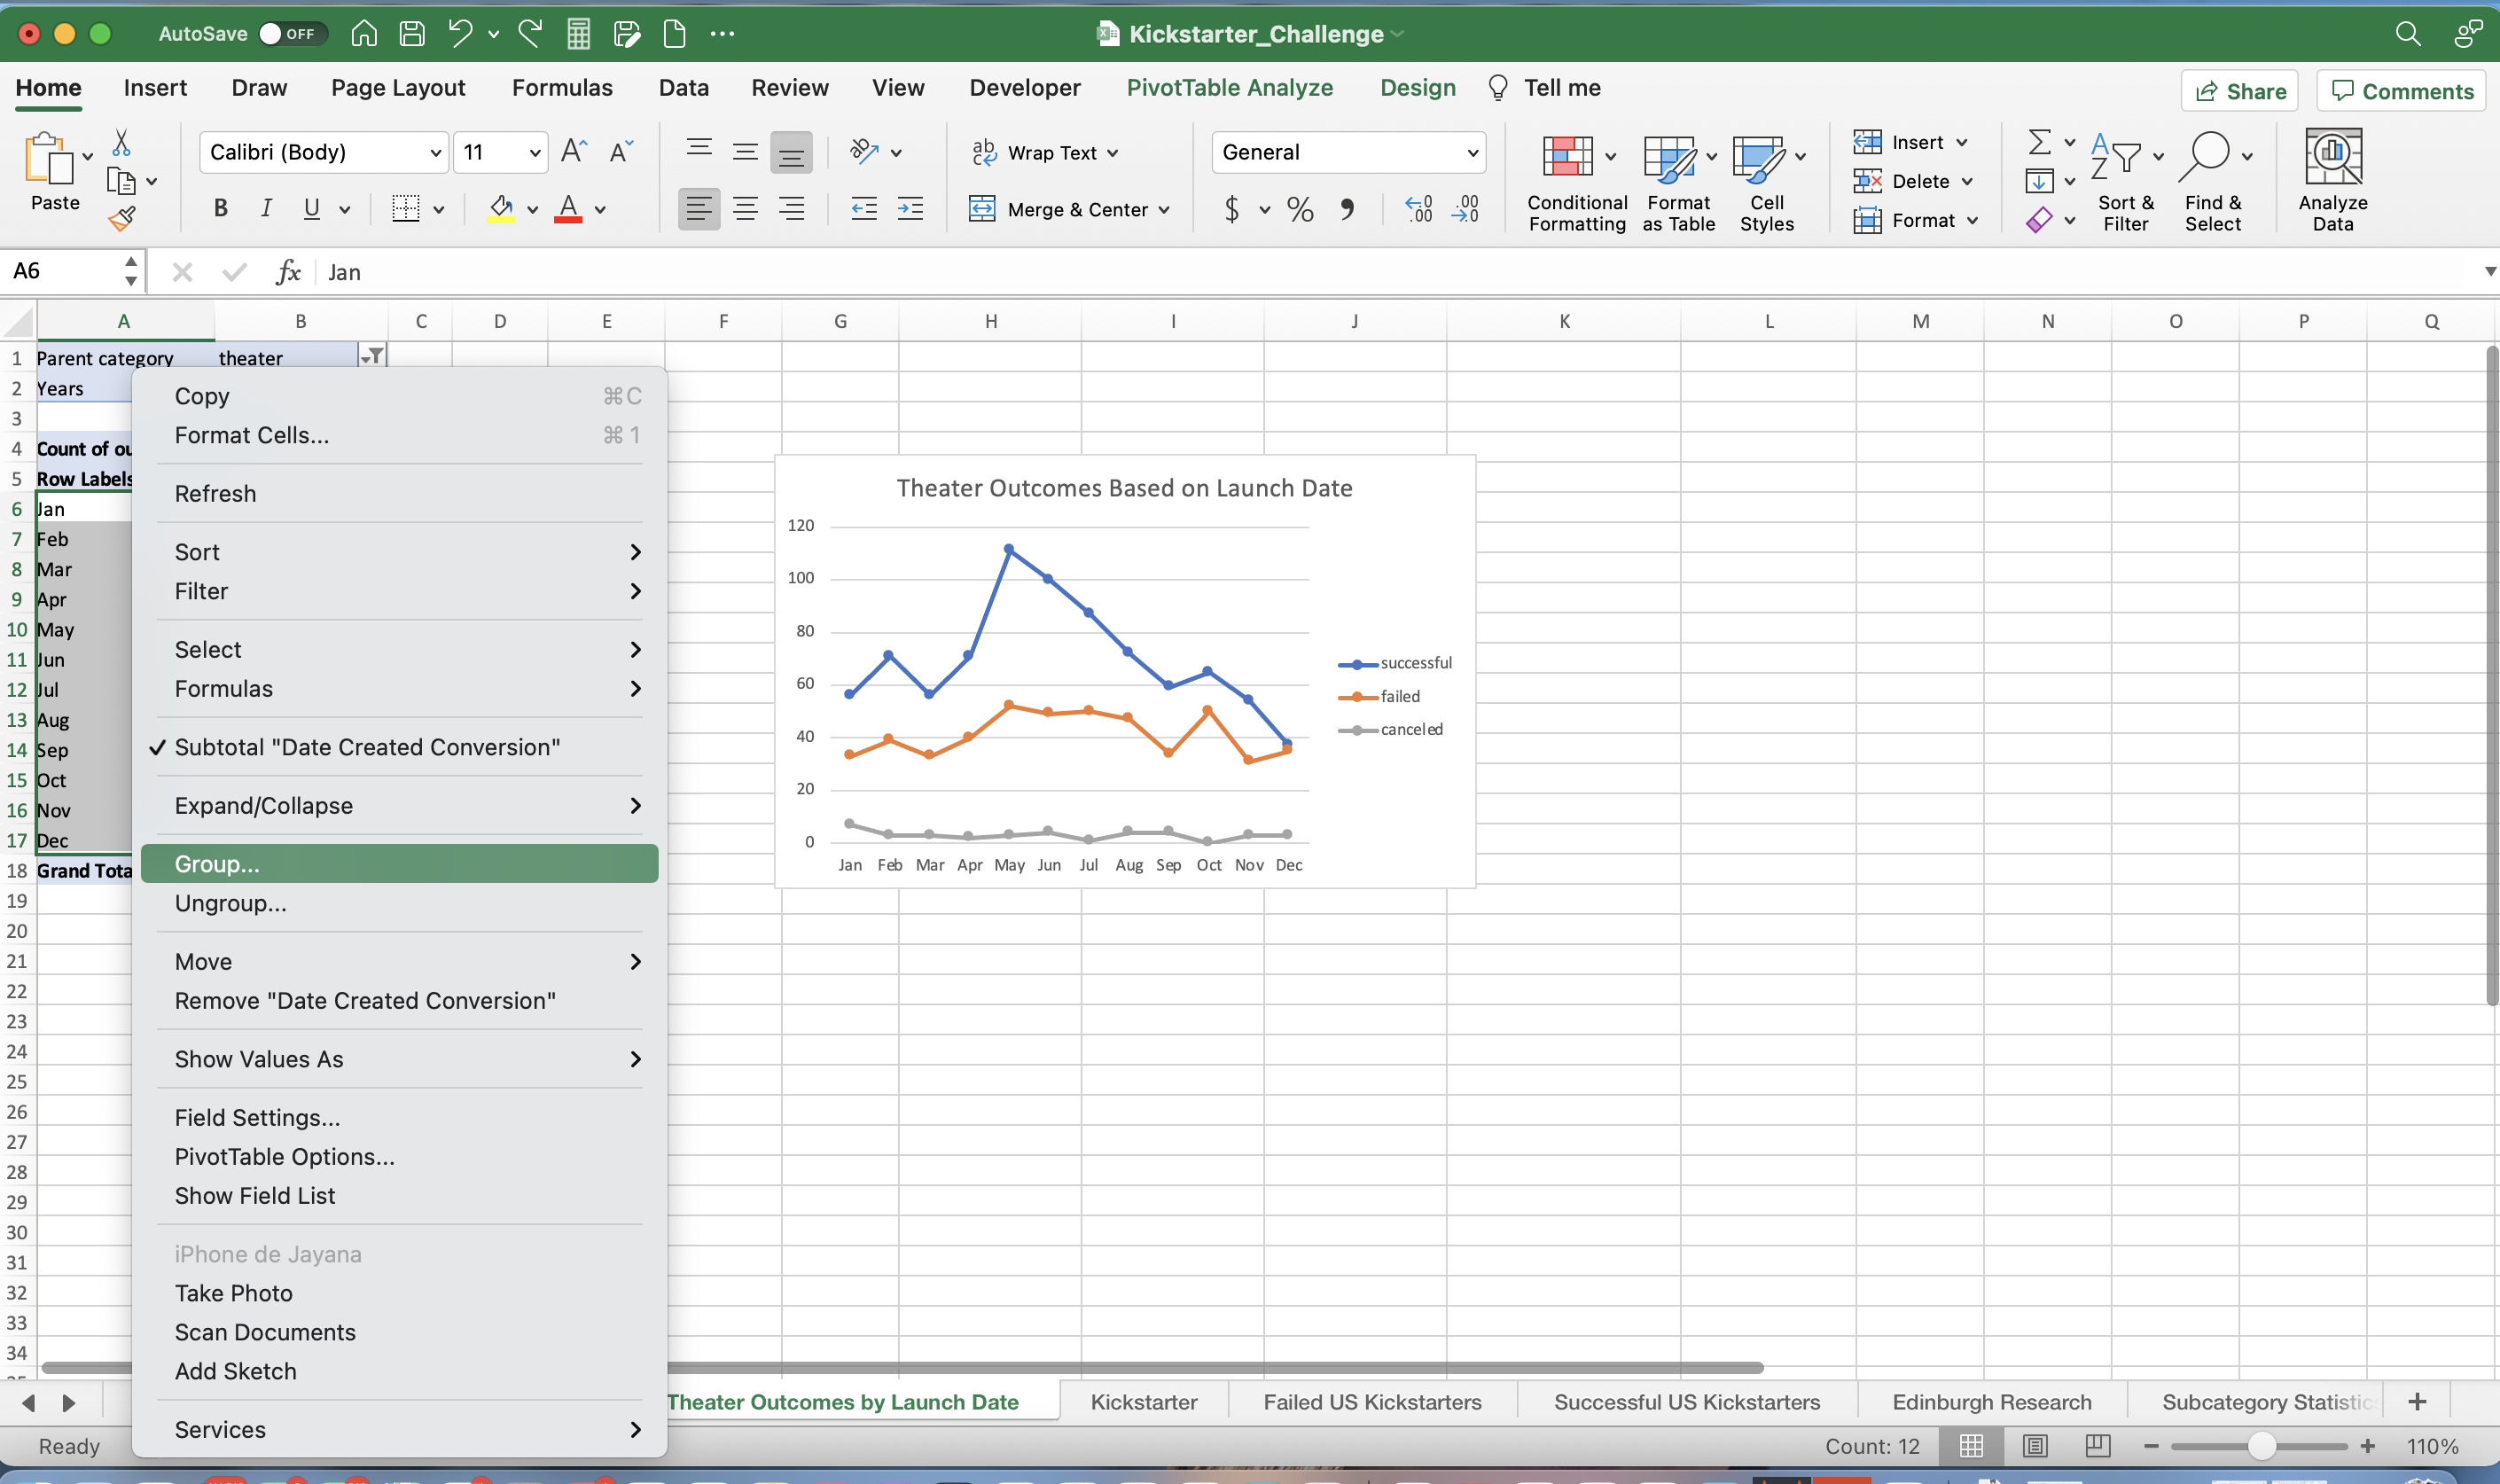 AutoSave OFF
Kickstarter_Challenge
Home Insert Draw Page Layout Formulas Data Review View Developer PivotTable Analyze Design Tell me
Share Comments
Paste
Calibri (Body) 11
B I U
Wrap Text
Merge & Center
General
$ %
Conditional Formatting
Format as Table
Cell Styles
Insert
Delete
Format
Sort & Filter
Find & Select
Analyze Data
A6 fx Jan
A B C D E F G H I J K L M N O P Q
1 Parent category theater
2 Years
3
4 Count of ou
5 Row Labels
6 Jan
7 Feb
8 Mar
9 Apr
10 May
11 Jun
12 Jul
13 Aug
14 Sep
15 Oct
16 Nov
17 Dec
18 Grand Tota
19
20
21
22
23
24
25
26
27
28
29
30
31
32
33
34
Copy ⌘C
Format Cells... ⌘1
Refresh
Sort
Filter
Select
Formulas
✓ Subtotal "Date Created Conversion"
Expand/Collapse
Group...
Ungroup...
Move
Remove "Date Created Conversion"
Show Values As
Field Settings...
PivotTable Options...
Show Field List
iPhone de Jayana
Take Photo
Scan Documents
Add Sketch
Services
Theater Outcomes Based on Launch Date
120
100
80
60
40
20
0
Jan Feb Mar Apr May Jun Jul Aug Sep Oct Nov Dec
successful
failed
canceled
Theater Outcomes by Launch Date Kickstarter Failed US Kickstarters Successful US Kickstarters Edinburgh Research Subcategory Statistic
Ready
Count: 12
110%